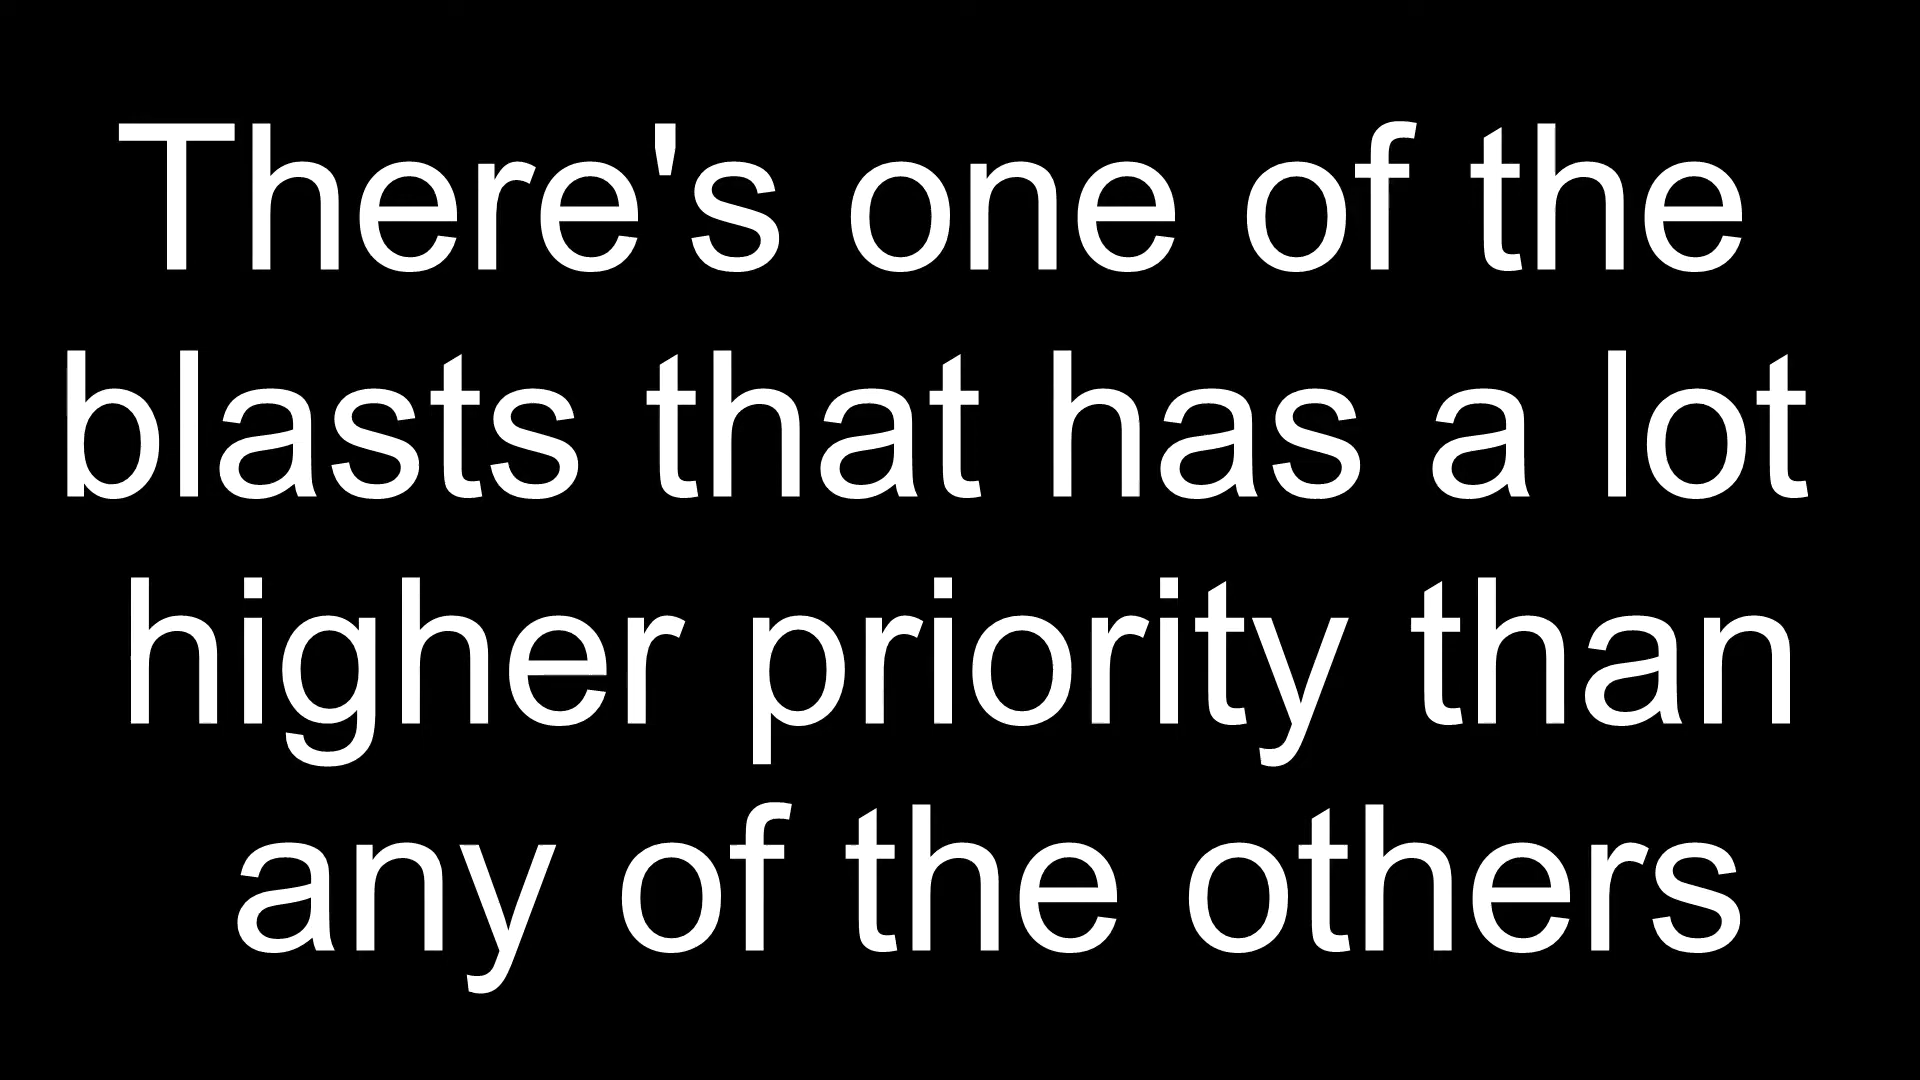 There's one of the
blasts that has a lot
higher priority than
any of the others